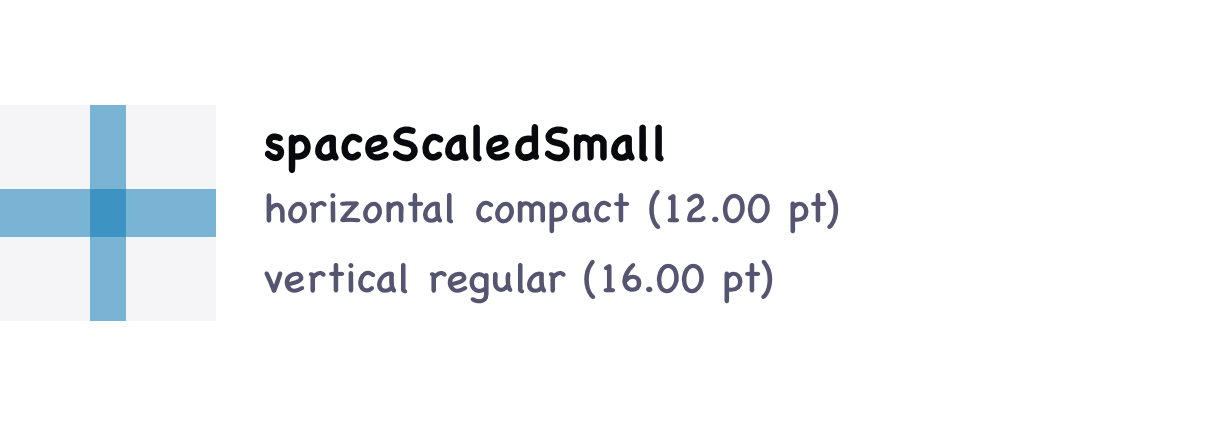 spaceScaledSmall
horizontal compact (12.00 pt)
vertical regular (16.00 pt)